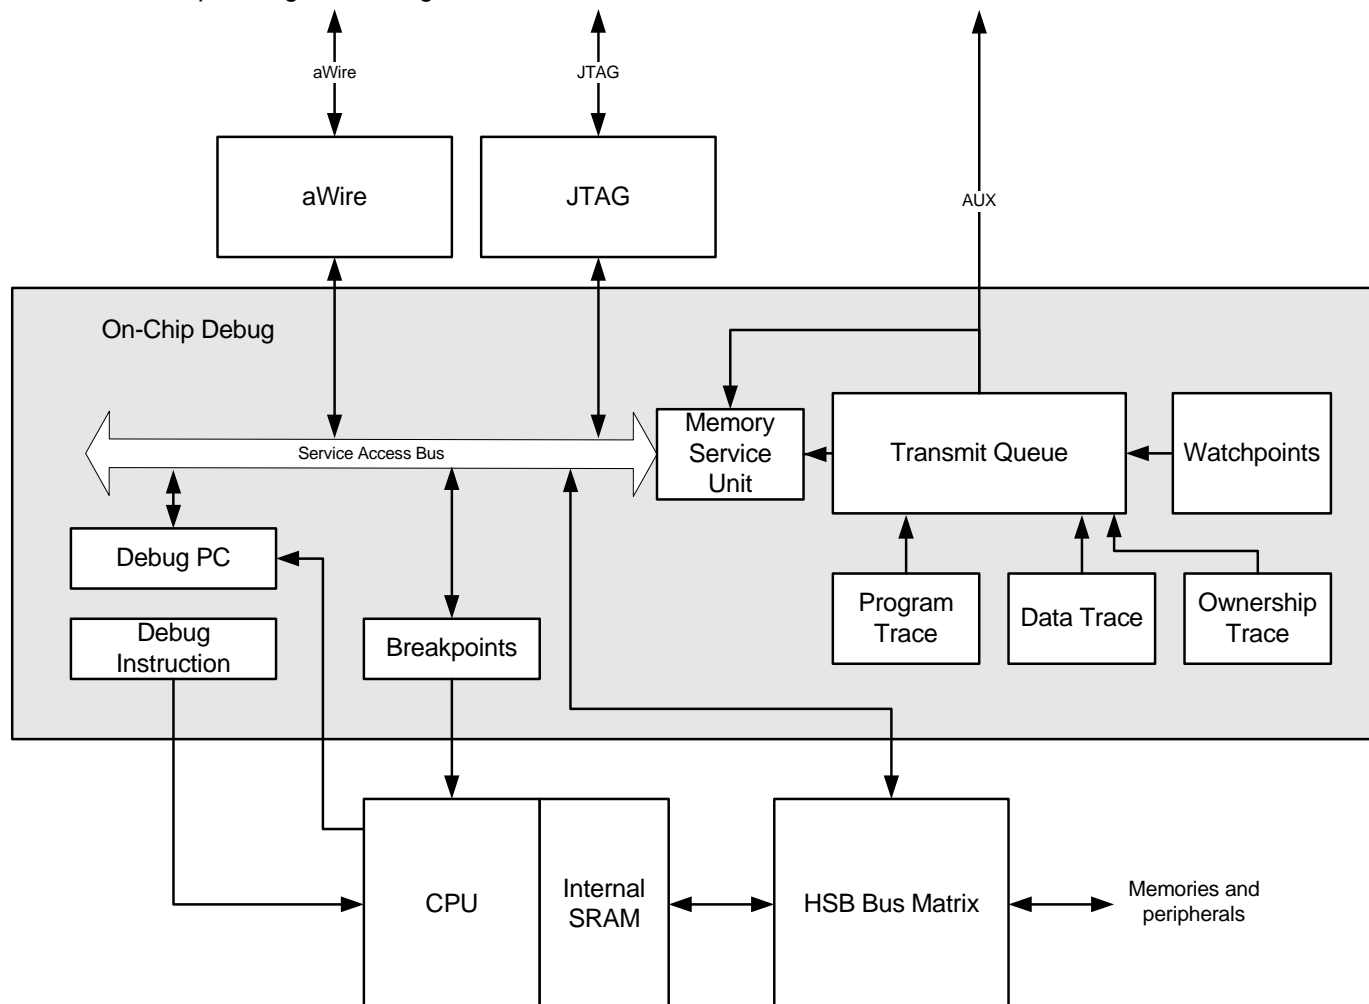 aWire
JTAG
aWire
JTAG
AUX
On-Chip Debug
Service Access Bus
Memory
Service
Unit
Transmit Queue
Watchpoints
Debug PC
Debug
Instruction
Breakpoints
Program
Trace
Data Trace
Ownership
Trace
CPU
Internal
SRAM
HSB Bus Matrix
Memories and
peripherals